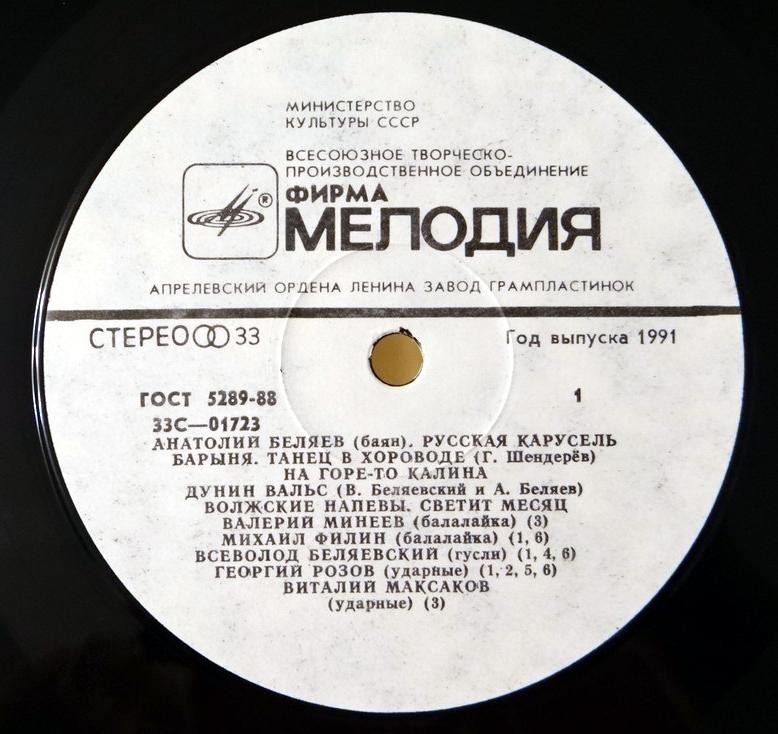 МИНИСТЕРСТВО
КУЛЬТУРЫ СССР
ВСЕСОЮЗНОЕ ТВОРЧЕСКО-
ПРОИЗВОДСТВЕННОЕ ОБЪЕДИНЕНИЕ
ФИРМА
®
МЕЛОДИЯ
АПРЕЛЕВСКИЙ ОРДЕНА ЛЕНИНА ЗАВОД ГРАМПЛАСТИНОК
СТЕРЕО 33
Год выпуска 1991
ГОСТ 5289-88
1
33С—01723
АНАТОЛИЙ БЕЛЯЕВ (баян). РУССКАЯ КАРУСЕЛЬ
БАРЫНЯ. ТАНЕЦ В ХОРОВОДЕ (Г. Шендерёв)
НА ГОРЕ-ТО КАЛИНА
ДУНИН ВАЛЬС (В. Беляевский и А. Беляев)
ВОЛЖСКИЕ НАПЕВЫ. СВЕТИТ МЕСЯЦ
ВАЛЕРИЙ МИНЕЕВ (балалайка) (3)
МИХАИЛ ФИЛИН (балалайка) (1, 6)
ВСЕВОЛОД БЕЛЯЕВСКИЙ (гусли) (1, 4, 6)
ГЕОРГИЙ РОЗОВ (ударные) (1, 2, 5, 6)
ВИТАЛИЙ МАКСАКОВ
(ударные) (3)